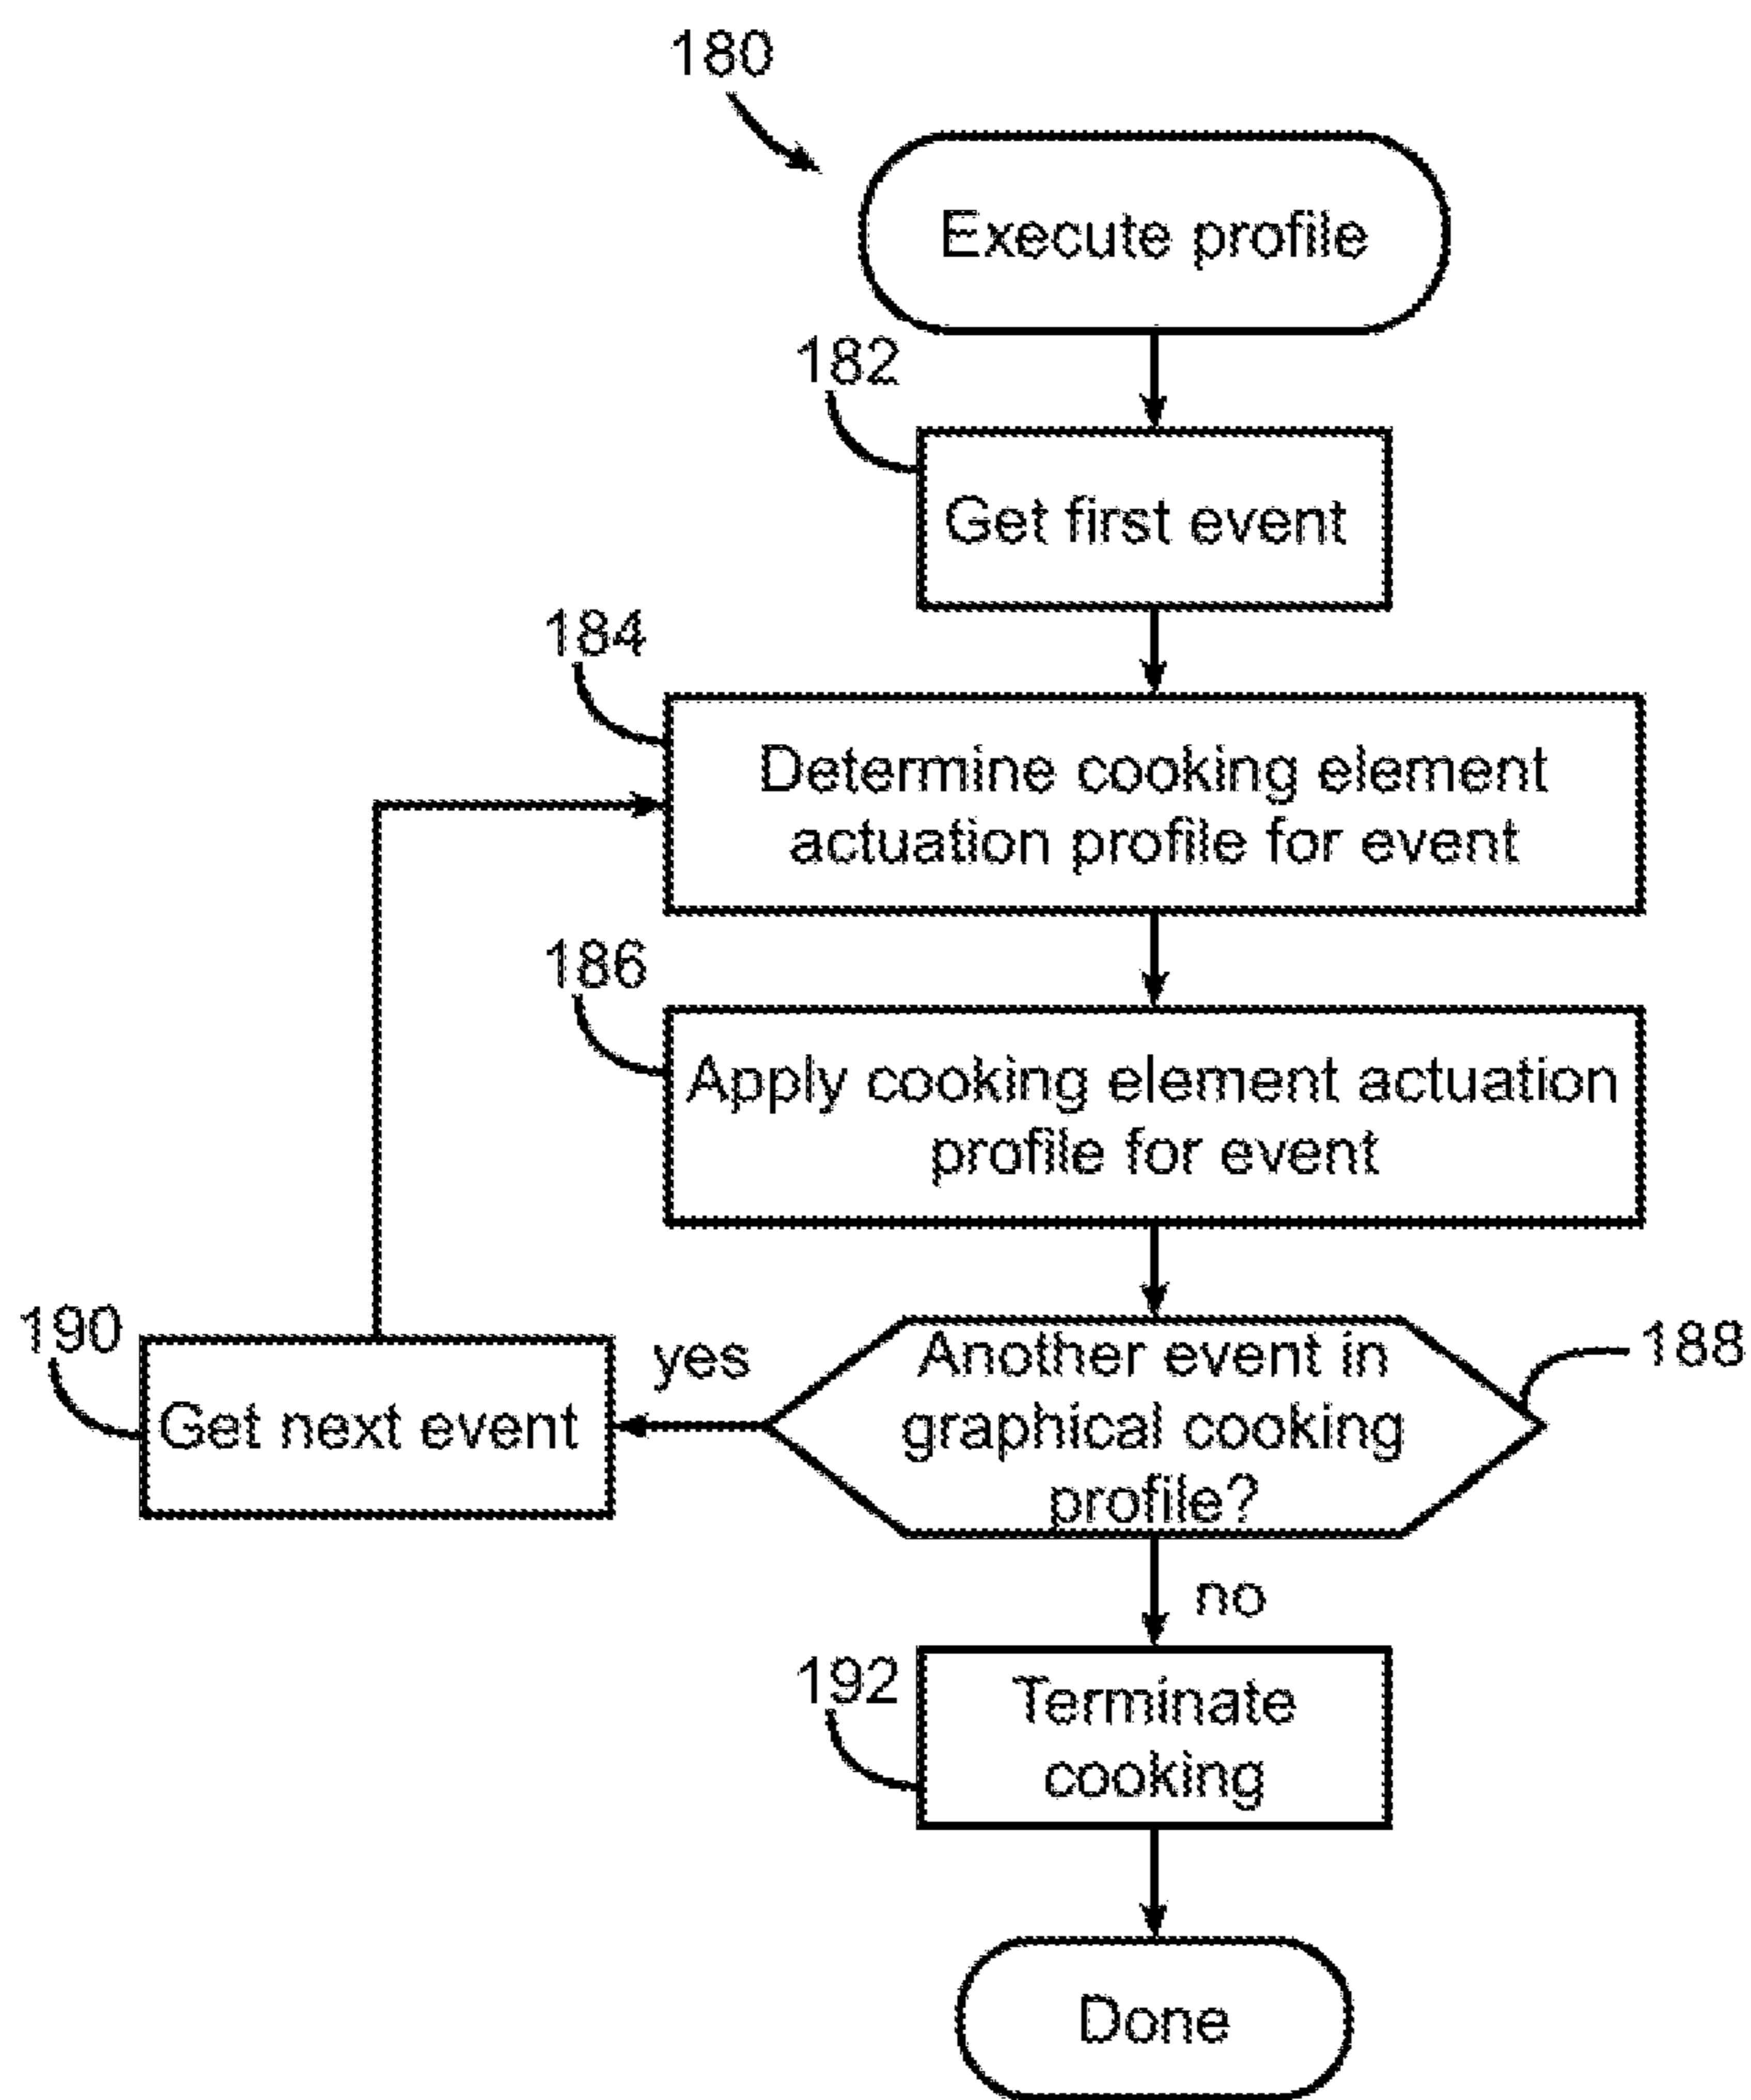 180
Execute profile
182
Get first event
184
Determine cooking element
actuation profile for event
186
Apply cooking element actuation
profile for event
188
Another event in
graphical cooking
profile?
yes
190
Get next event
no
192
Terminate
cooking
Done